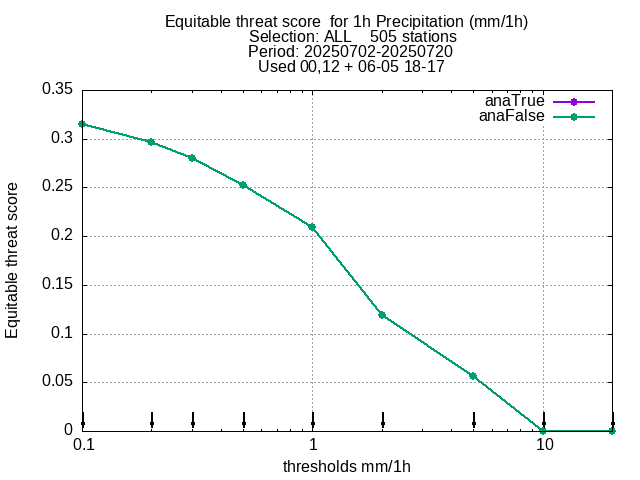 Equitable threat score  for 1h Precipitation (mm/1h)
Selection: ALL    505 stations
Period: 20250702-20250720
Used 00,12 + 06-05 18-17
anaTrue
anaFalse
0.35
0.3
0.25
0.2
0.15
0.1
0.05
0
Equitable threat score
0.1
1
10
thresholds mm/1h